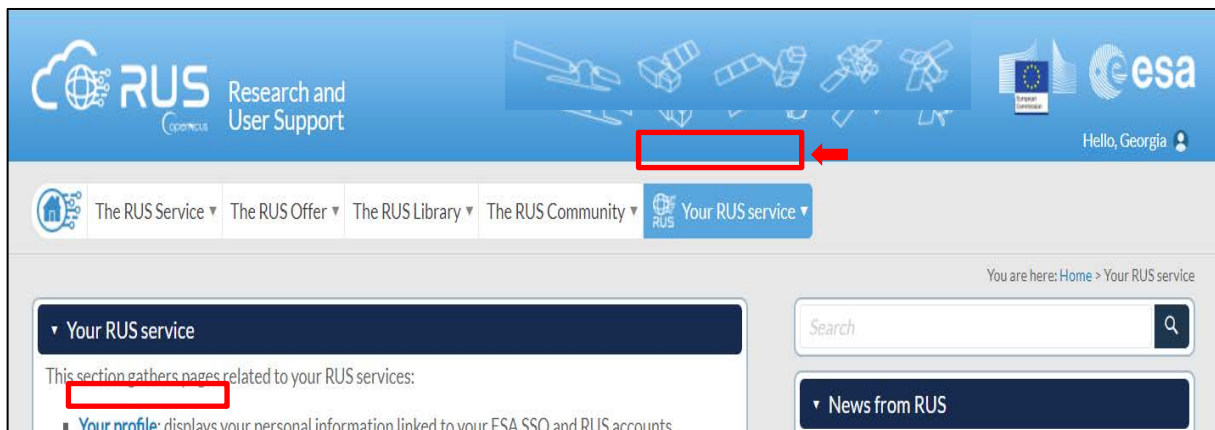 RUS
Copernicus
Research and
User Support
European
Commission
esa
Hello, Georgia
The RUS Service ▾ The RUS Offer ▾ The RUS Library ▾ The RUS Community ▾ RUS Your RUS service ▾
You are here: Home > Your RUS service
▾ Your RUS service
Search
This section gathers pages related to your RUS services:
▾ News from RUS
▪ Your profile: displays your personal information linked to your ESA SSO and RUS accounts